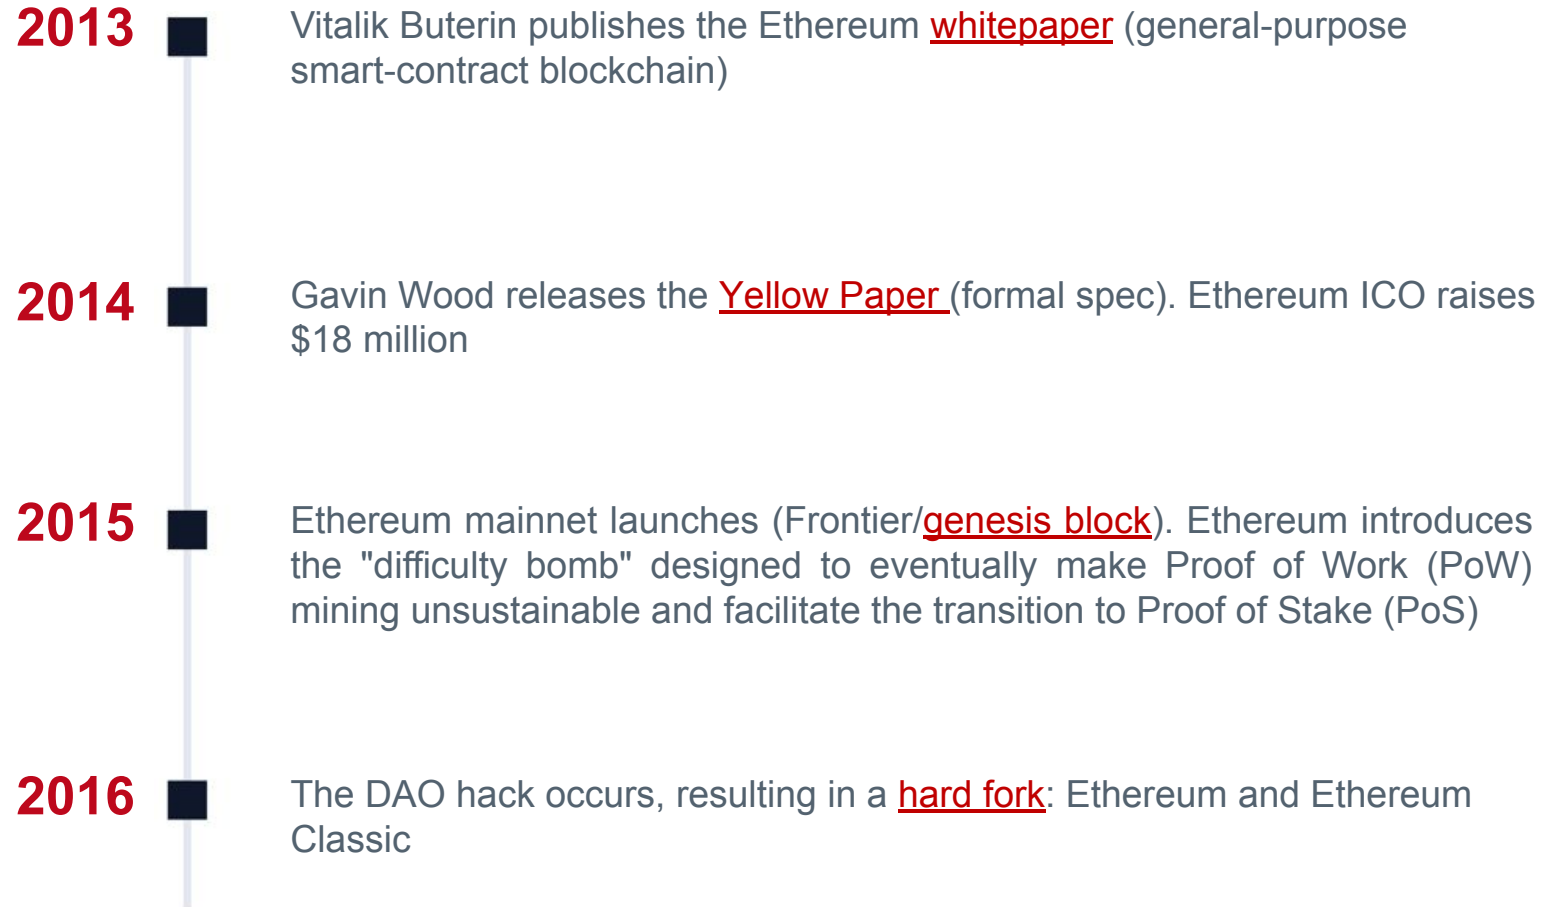 2013
Vitalik Buterin publishes the Ethereum whitepaper (general-purpose
smart-contract blockchain)
2014
Gavin Wood releases the Yellow Paper (formal spec). Ethereum ICO raises
$18 million
2015
Ethereum mainnet launches (Frontier/genesis block). Ethereum introduces
the "difficulty bomb" designed to eventually make Proof of Work (PoW)
mining unsustainable and facilitate the transition to Proof of Stake (PoS)
2016
The DAO hack occurs, resulting in a hard fork: Ethereum and Ethereum
Classic